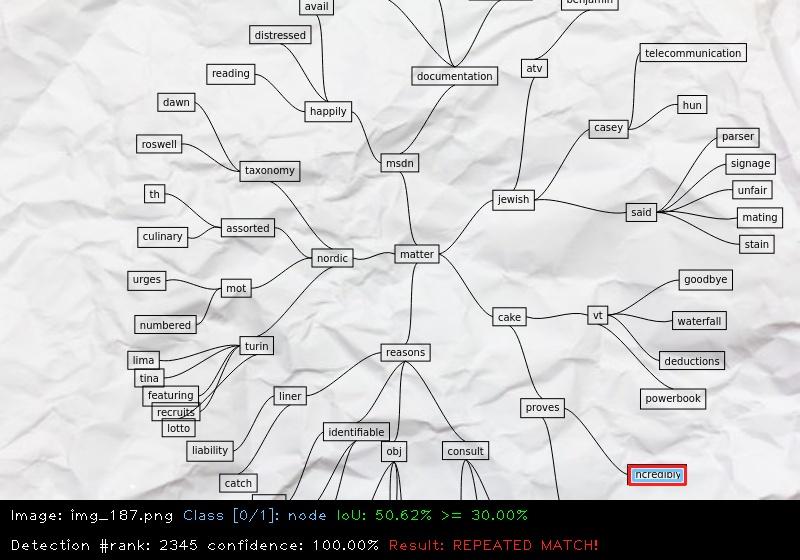 avail
benjamin
distressed
telecommunication
reading
documentation
atv
dawn
happily
hun
casey
parser
roswell
msdn
signage
taxonomy
th
jewish
unfair
said
mating
assorted
culinary
stain
nordic
matter
urges
mot
goodbye
numbered
cake
vt
waterfall
turin
reasons
lima
deductions
tina
featuring
liner
powerbook
recruits
proves
lotto
identifiable
liability
obj
consult
incredibly
catch
Image: img_187.png Class [0/1]: node IoU: 50.62% >= 30.00%
Detection #rank: 2345 confidence: 100.00% Result: REPEATED MATCH!